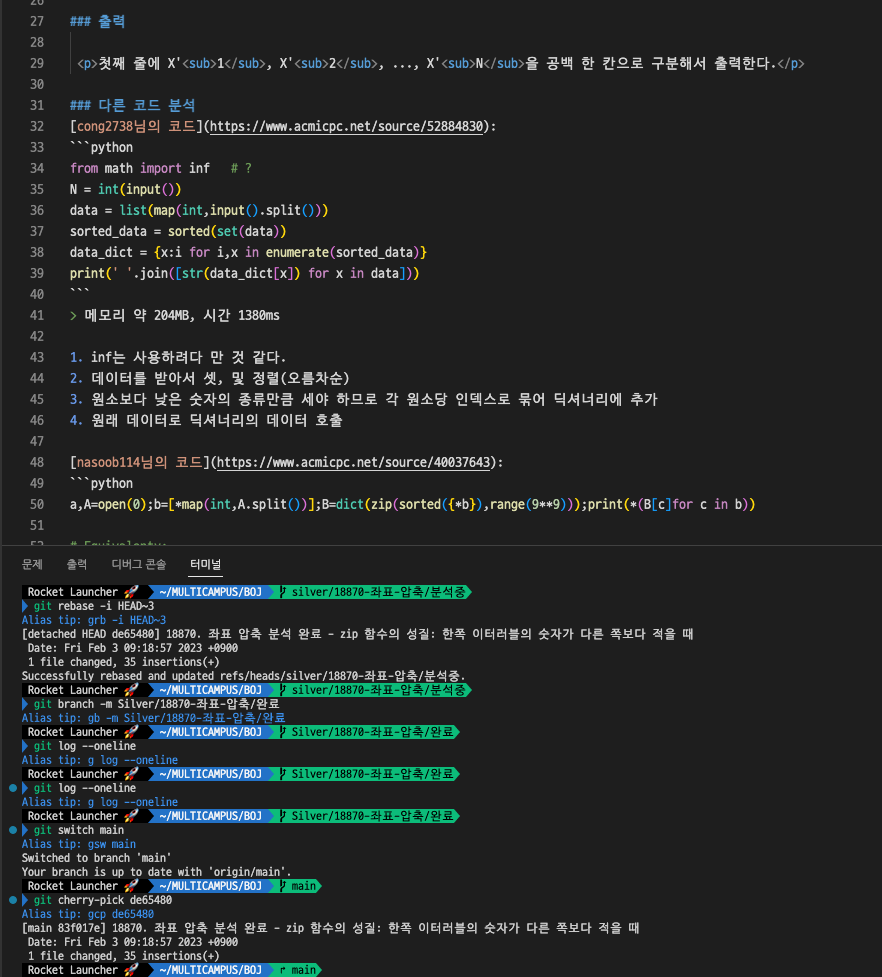 26
27 ### 출력
28
29 <p>첫째 줄에 X'<sub>1</sub>, X'<sub>2</sub>, ..., X'<sub>N</sub>을 공백 한 칸으로 구분해서 출력한다.</p>
30
31 ### 다른 코드 분석
32 [cong2738님의 코드](https://www.acmicpc.net/source/52884830):
33 ```python
34 from math import inf   # ?
35 N = int(input())
36 data = list(map(int,input().split()))
37 sorted_data = sorted(set(data))
38 data_dict = {x:i for i,x in enumerate(sorted_data)}
39 print(' '.join([str(data_dict[x]) for x in data]))
40 ```
41 > 메모리 약 204MB, 시간 1380ms
42
43 1. inf는 사용하려다 만 것 같다.
44 2. 데이터를 받아서 셋, 및 정렬(오름차순)
45 3. 원소보다 낮은 숫자의 종류만큼 세야 하므로 각 원소당 인덱스로 묶어 딕셔너리에 추가
46 4. 원래 데이터로 딕셔너리의 데이터 호출
47
48 [nasoob114님의 코드](https://www.acmicpc.net/source/40037643):
49 ```python
50 a,A=open(0);b=[*map(int,A.split())];B=dict(zip(sorted({*b}),range(9**9)));print(*(B[c]for c in b))
51
52 # Equivalenty:
문제 출력 디버그 콘솔 터미널
Rocket Launcher 🚀 ~/MULTICAMPUS/BOJ silver/18870-좌표-압축/분석중
git rebase -i HEAD~3
Alias tip: grb -i HEAD~3
[detached HEAD de65480] 18870. 좌표 압축 분석 완료 - zip 함수의 성질: 한쪽 이터러블의 숫자가 다른 쪽보다 적을 때
Date: Fri Feb 3 09:18:57 2023 +0900
1 file changed, 35 insertions(+)
Successfully rebased and updated refs/heads/silver/18870-좌표-압축/분석중.
Rocket Launcher 🚀 ~/MULTICAMPUS/BOJ silver/18870-좌표-압축/분석중
git branch -m Silver/18870-좌표-압축/완료
Alias tip: gb -m Silver/18870-좌표-압축/완료
Rocket Launcher 🚀 ~/MULTICAMPUS/BOJ Silver/18870-좌표-압축/완료
git log --oneline
Alias tip: g log --oneline
Rocket Launcher 🚀 ~/MULTICAMPUS/BOJ Silver/18870-좌표-압축/완료
git log --oneline
Alias tip: g log --oneline
Rocket Launcher 🚀 ~/MULTICAMPUS/BOJ Silver/18870-좌표-압축/완료
git switch main
Alias tip: gsw main
Switched to branch 'main'
Your branch is up to date with 'origin/main'.
Rocket Launcher 🚀 ~/MULTICAMPUS/BOJ main
git cherry-pick de65480
Alias tip: gcp de65480
[main 83f017e] 18870. 좌표 압축 분석 완료 - zip 함수의 성질: 한쪽 이터러블의 숫자가 다른 쪽보다 적을 때
Date: Fri Feb 3 09:18:57 2023 +0900
1 file changed, 35 insertions(+)
Rocket Launcher 🚀 ~/MULTICAMPUS/BOJ main